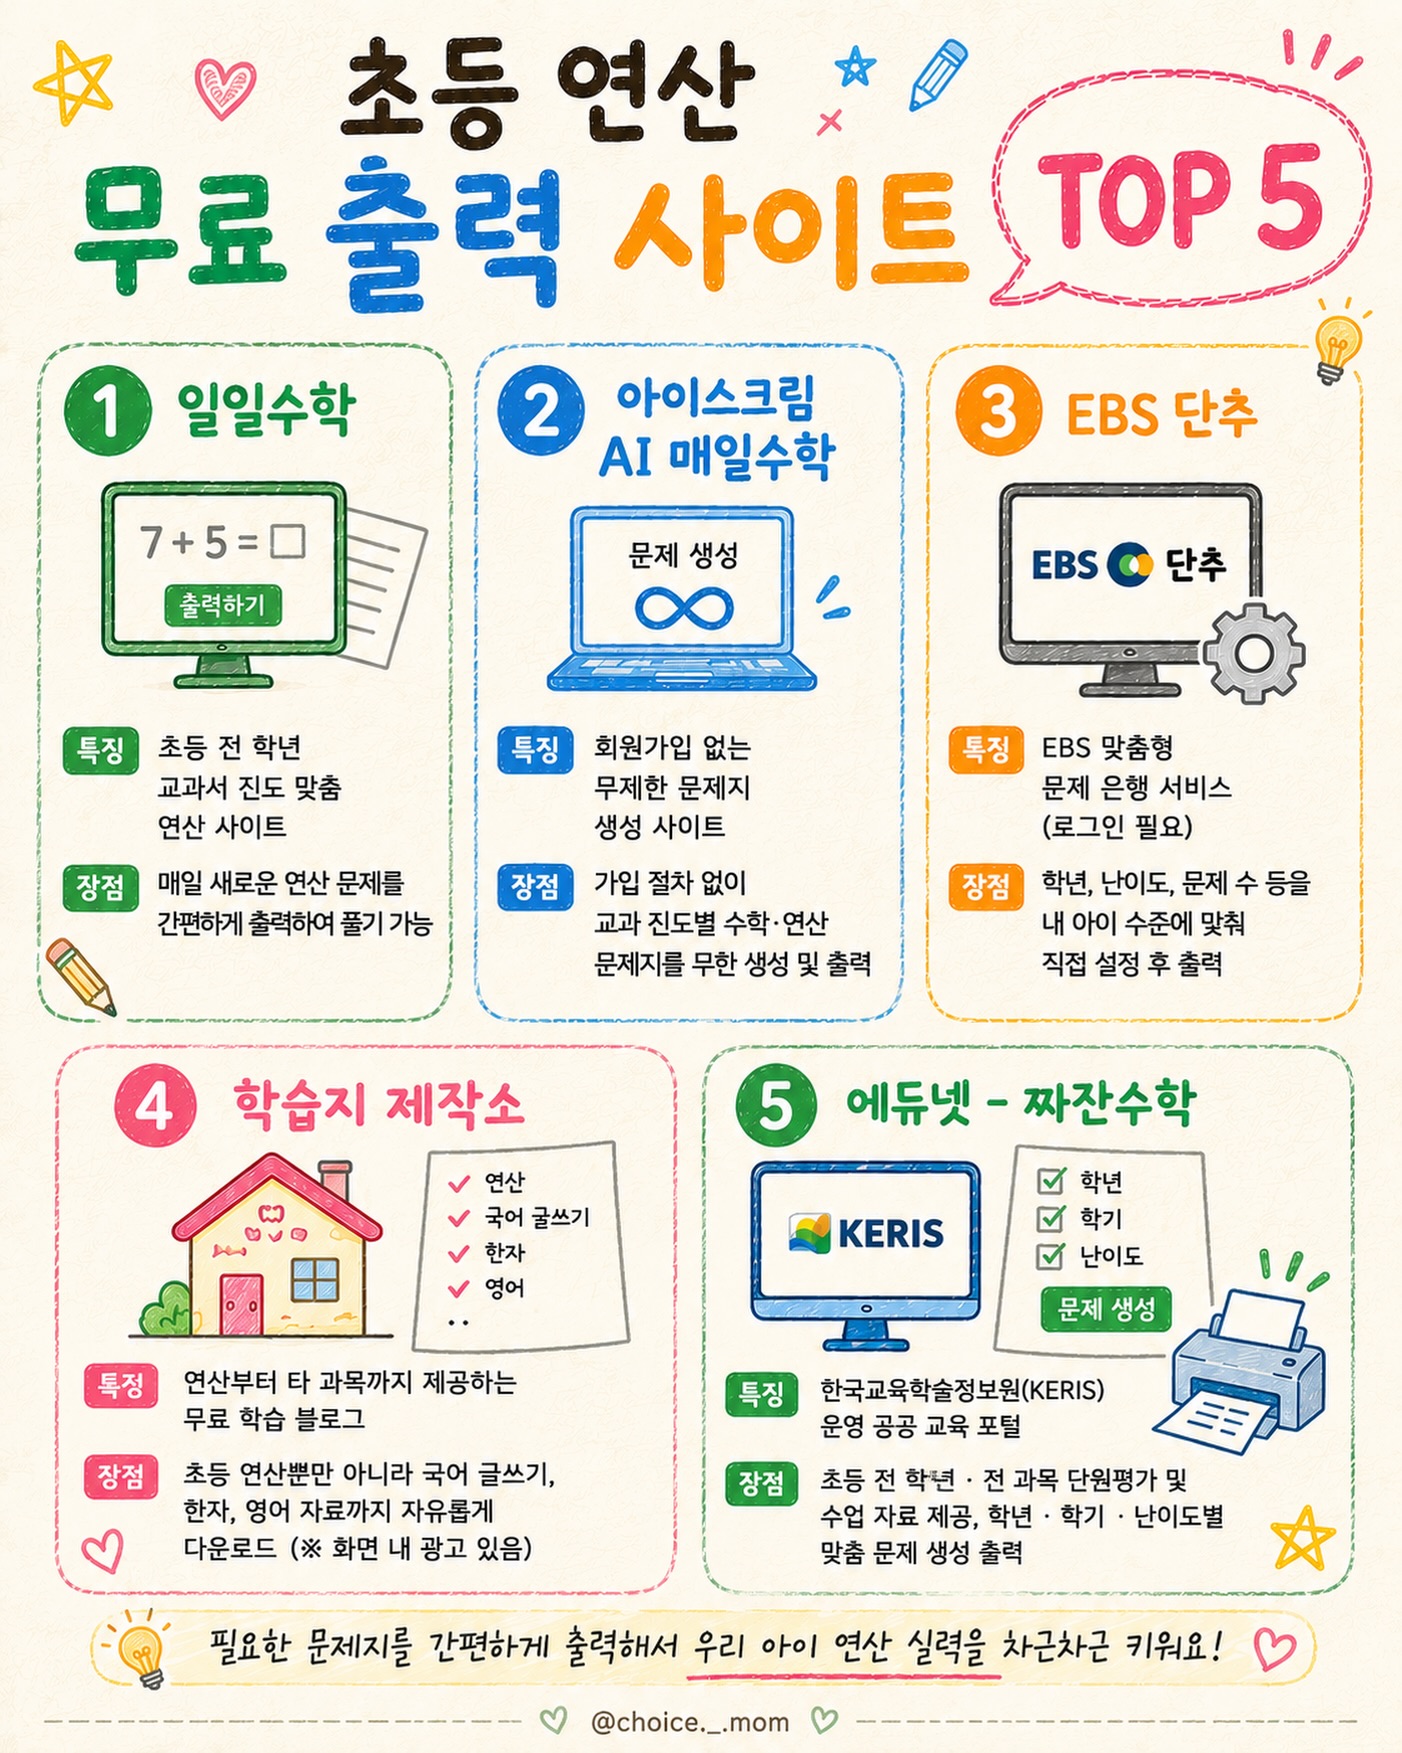 초등 연산
무료 출력 사이트
TOP 5
1 일일수학
7+5=□
출력하기
특징 초등 전 학년
교과서 진도 맞춤
연산 사이트
장점 매일 새로운 연산 문제를
간편하게 출력하여 풀기 가능
2 아이스크림
AI 매일수학
문제 생성
∞
특징 회원가입 없는
무제한 문제지
생성 사이트
장점 가입 절차 없이
교과 진도별 수학·연산
문제지를 무한 생성 및 출력
3 EBS 단추
EBS 단추
특징 EBS 맞춤형
문제 은행 서비스
(로그인 필요)
장점 학년, 난이도, 문제 수 등을
내 아이 수준에 맞춰
직접 설정 후 출력
4 학습지 제작소
연산
국어 굴쓰기
한자
영어
..
톡정 연산부터 타 과목까지 제공하는
무료 학습 블로그
장점 초등 연산뿐만 아니라 국어 글쓰기,
한자, 영어 자료까지 자유롭게
다운로드 (※ 화면 내 광고 있음)
5 에듀넷 - 짜잔수학
KERIS
학년
학기
난이도
문제 생성
특징 한국교육학술정보원(KERIS)
운영 공공 교육 포털
장점 초등 전 학년 · 전 과목 단원평가 및
수업 자료 제공, 학년 · 학기 · 난이도별
맞춤 문제 생성 출력
필요한 문제지를 간편하게 출력해서 우리 아이 연산 실력을 차근차근 키워요!
@choice._.mom